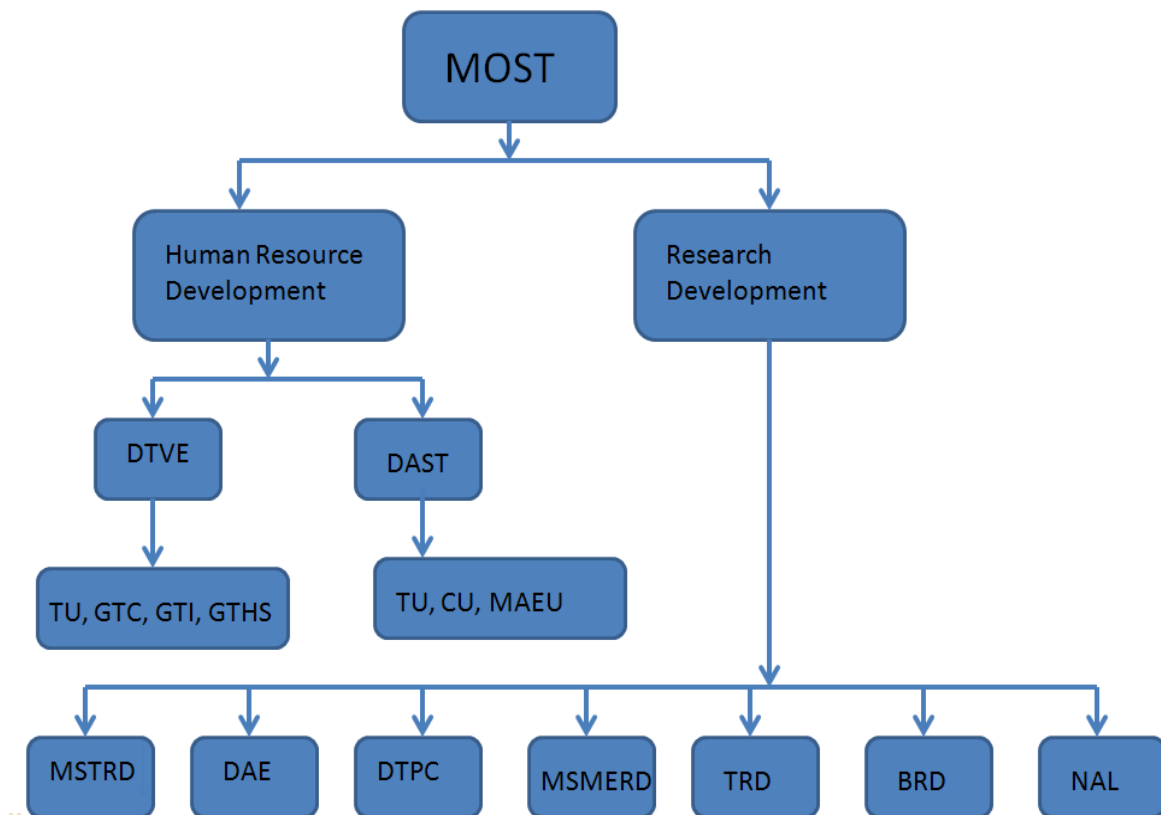 MOST
Human Resource
Development
Research
Development
DTVE
DAST
TU, GTC, GTI, GTHS
TU, CU, MAEU
MSTRD
DAE
DTPC
MSMERD
TRD
BRD
NAL